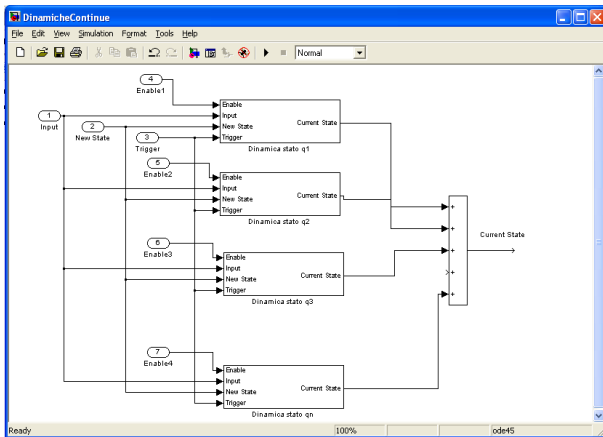 DinamicheContinue
File Edit View Simulation Format Tools Help
Normal
4
Enable1
1
Input
2
New State
3
Trigger
Enable
Input
New State
Trigger
Current State
Dinamica stato q1
5
Enable2
Enable
Input
New State
Trigger
Current State
Dinamica stato q2
6
Enable3
Enable
Input
New State
Trigger
Current State
Dinamica stato q3
7
Enable4
Enable
Input
New State
Trigger
Current State
Dinamica stato qn
+
+
+
+
+
Current State
Ready 100% ode45